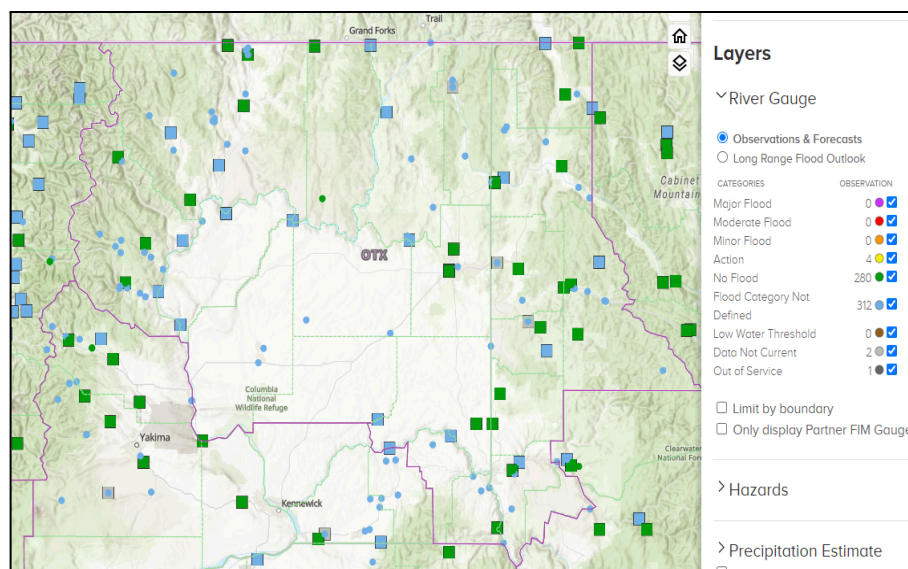 Trail
Grand Forks
Cabinet
Mountain
OTX
Columbia
National
Wildlife Refuge
Yakima
Kennewick
Clearwater
National Fore
Layers
River Gauge
Observations & Forecasts
Long Range Flood Outlook
CATEGORIES OBSERVATION
Major Flood 0
Moderate Flood 0
Minor Flood 0
Action 4
No Flood 280
Flood Category Not
Defined 312
Low Water Threshold 0
Data Not Current 2
Out of Service 1
Limit by boundary
Only display Partner FIM Gauge
Hazards
Precipitation Estimate